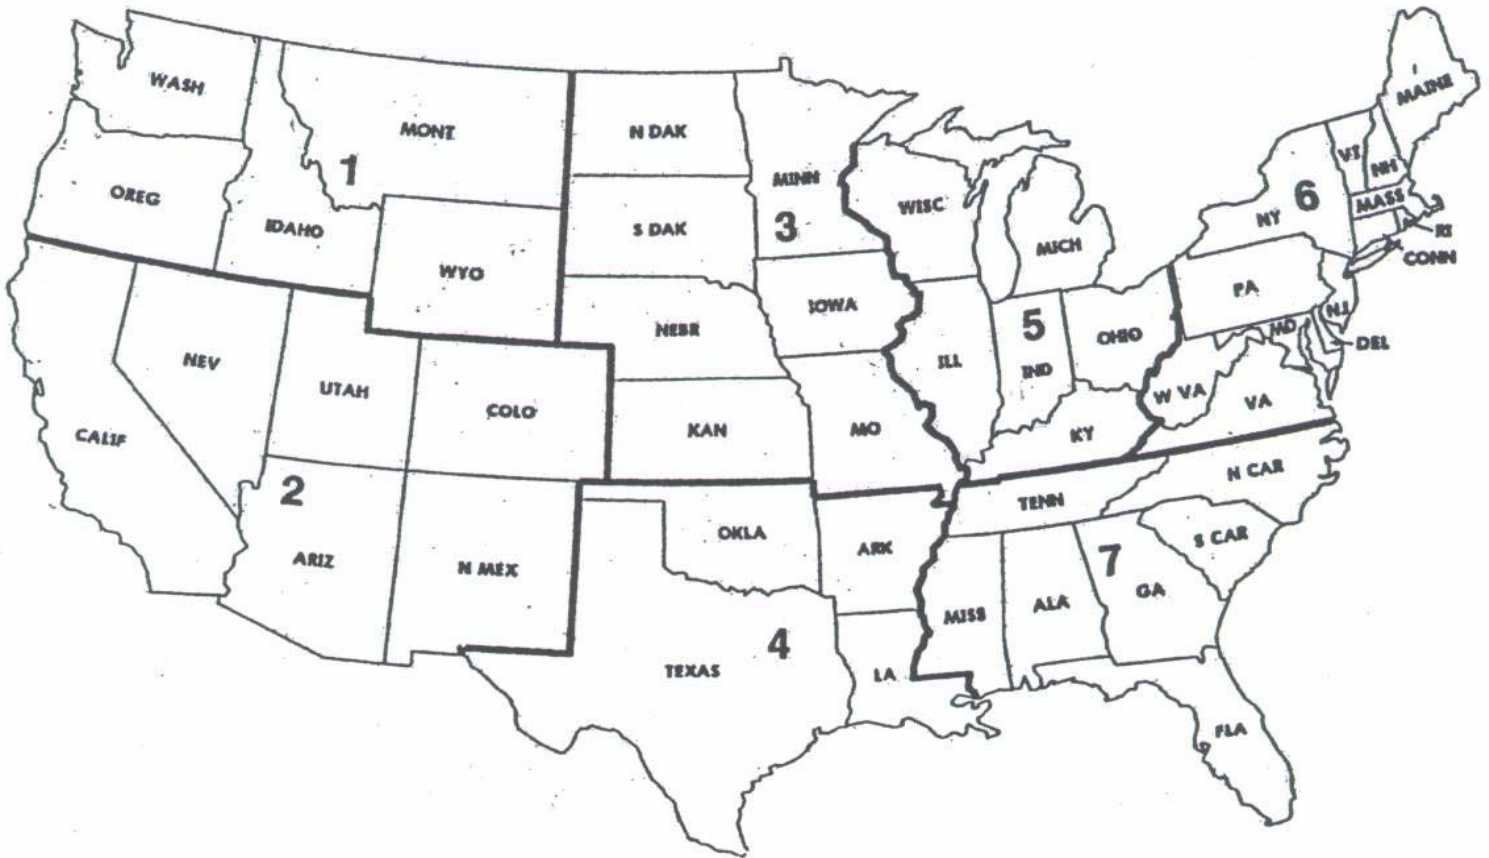 WASH
MONT
N DAK
MINN
MAINE
VT
NH
OREG
1
IDAHO
WYO
S DAK
3
WISC
MICH
NY
6
MASS
RI
CONN
PA
NJ
MD
DEL
NEV
UTAH
COLO
NEBR
IOWA
ILL
5
IND
OHIO
W VA
VA
CALIF
KAN
MO
KY
2
ARIZ
N MEX
OKLA
ARK
TENN
N CAR
S CAR
7
GA
MISS
ALA
TEXAS
4
LA
FLA